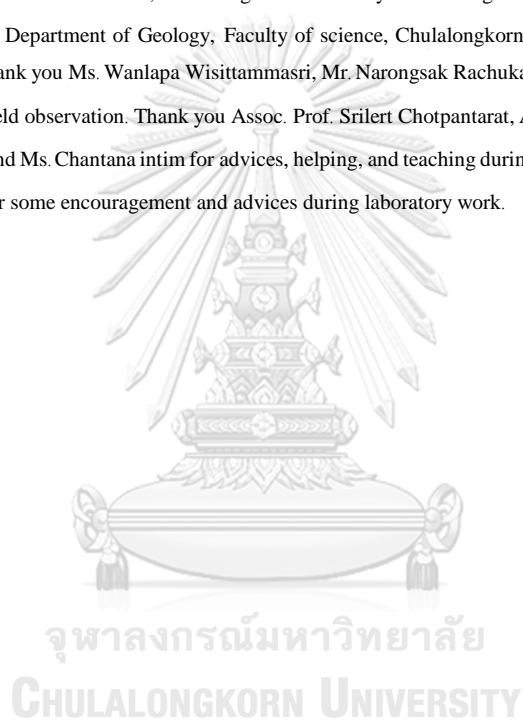 Department of Geology, Faculty of science, Chulalongkorn
ank you Ms. Wanlapa Wisittammasri, Mr. Narongsak Rachuka
eld observation. Thank you Assoc. Prof. Srilert Chotpantarat, A
nd Ms. Chantana intim for advices, helping, and teaching durin
r some encouragement and advices during laboratory work.
จุฬาลงกรณ์มหาวิทยาลัย
CHULALONGKORN UNIVERSITY